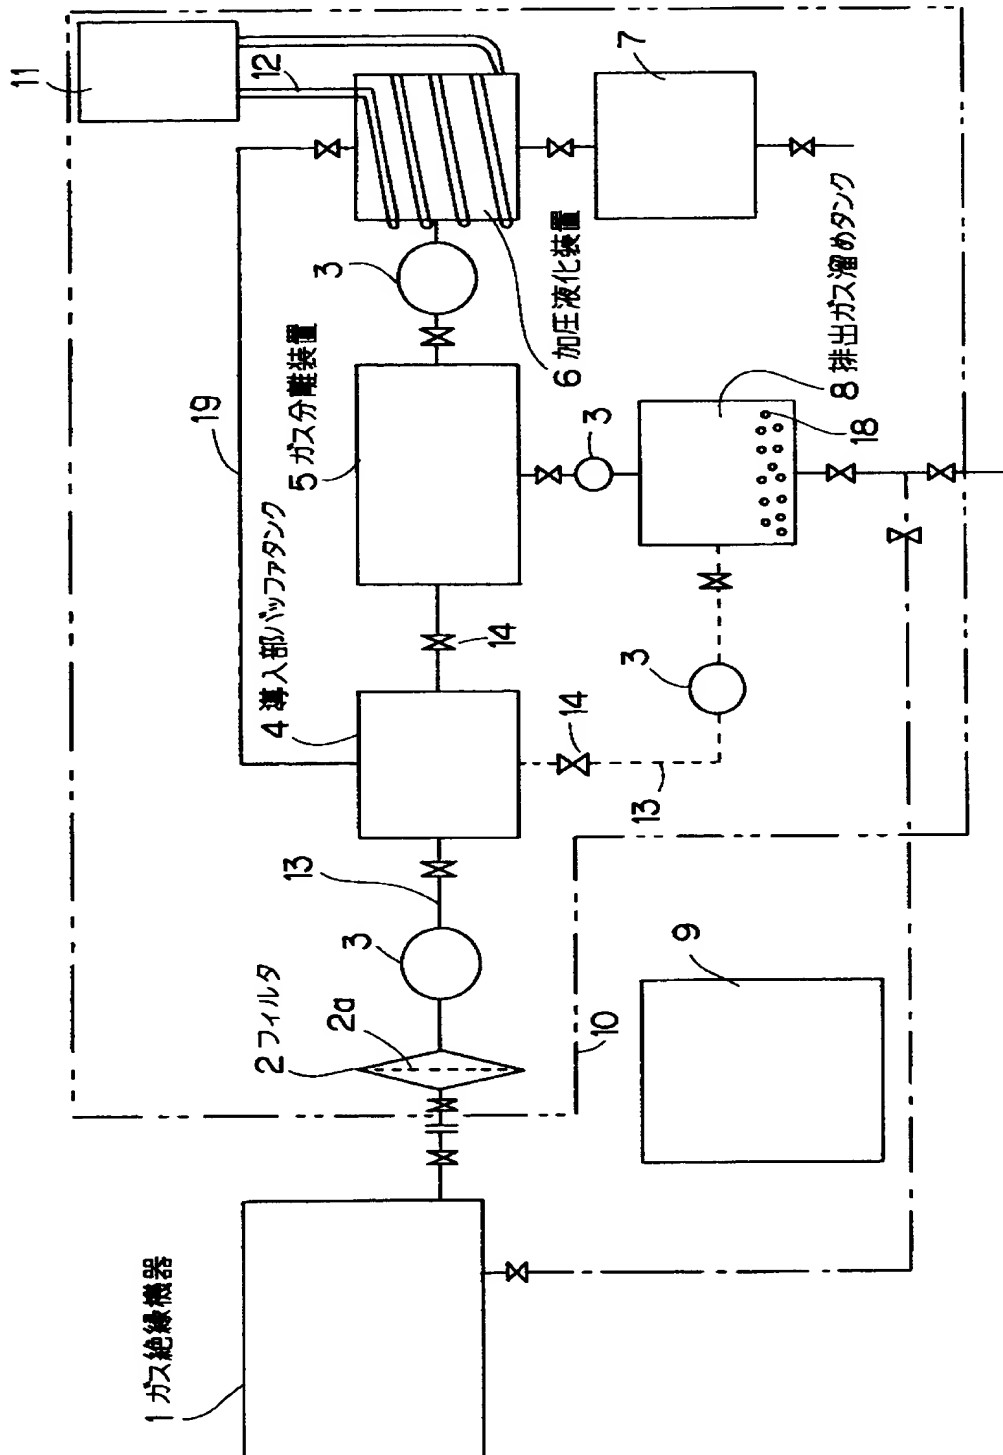 1 ガス絶縁機器
2 フィルタ
2a
3
13
4 導入部バッファタンク
14
5 ガス分離装置
19
3
6 加圧液化装置
12
11
7
3
8 排出ガス溜めタンク
18
3
14
13
9
10